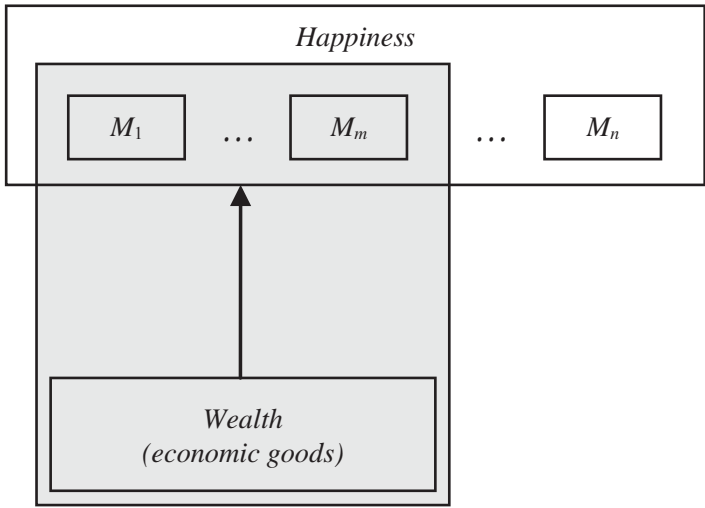 Happiness
M1 … Mm … Mn
Wealth
(economic goods)